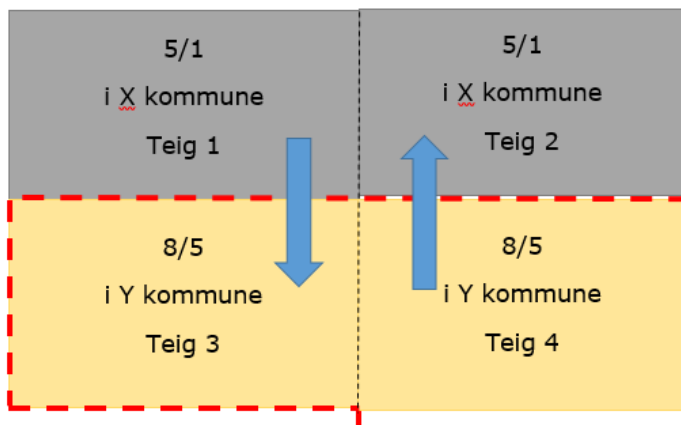 5/1
i X kommune
Teig 1
5/1
i X kommune
Teig 2
8/5
i Y kommune
Teig 3
8/5
i Y kommune
Teig 4